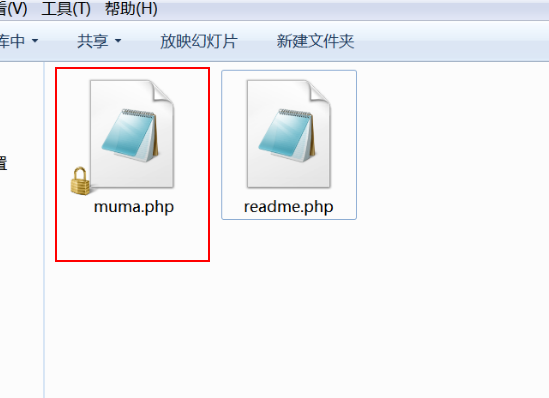 看(V) 工具(T) 帮助(H)
库中 共享 放映幻灯片 新建文件夹
置
muma.php readme.php